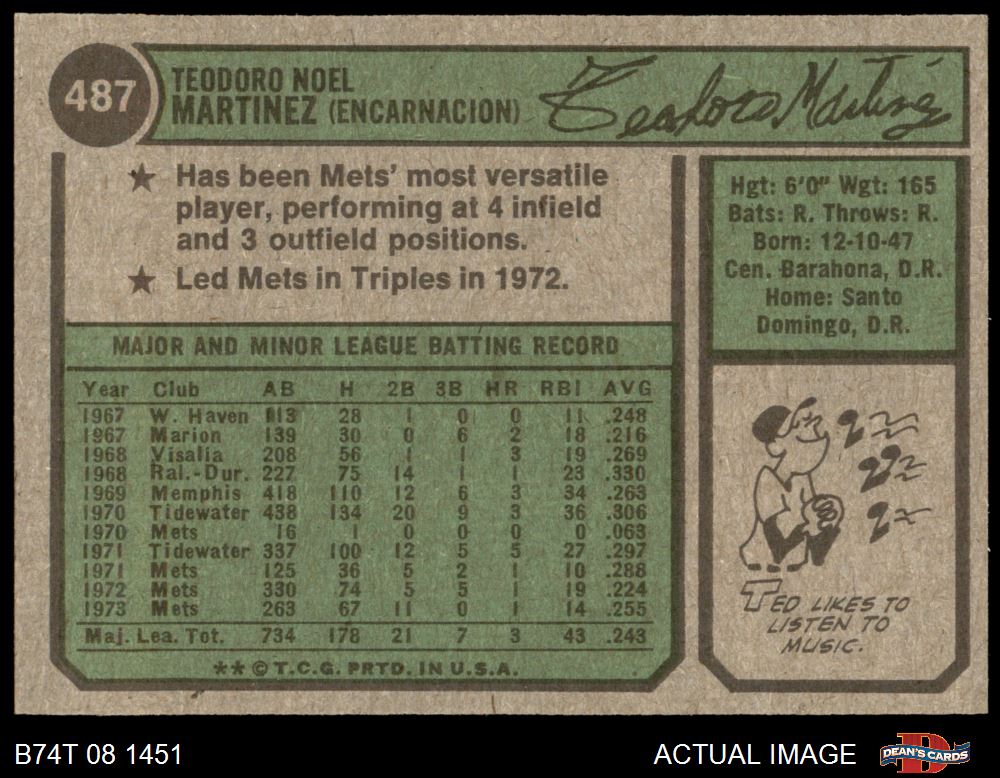 487
TEODORO NOEL
MARTINEZ (ENCARNACION)
Teodoro Martínez
★ Has been Mets' most versatile
player, performing at 4 infield
and 3 outfield positions.
★ Led Mets in Triples in 1972.
Hgt: 6'0" Wgt: 165
Bats: R. Throws: R.
Born: 12-10-47
Cen. Barahona, D.R.
Home: Santo
Domingo, D.R.
MAJOR AND MINOR LEAGUE BATTING RECORD
Year Club AB H 2B 3B HR RBI AVG
1967 W. Haven 113 28 1 0 0 11 .248
1967 Marion 139 30 0 6 2 18 .216
1968 Visalia 208 56 1 1 3 19 .269
1968 Ral.-Dur. 227 75 14 1 1 23 .330
1969 Memphis 418 110 12 6 3 34 .263
1970 Tidewater 438 134 20 9 3 36 .306
1970 Mets 16 1 0 0 0 0 .063
1971 Tidewater 337 100 12 5 5 27 .297
1971 Mets 125 36 5 2 1 10 .288
1972 Mets 330 74 5 5 1 19 .224
1973 Mets 263 67 11 0 1 14 .255
Maj. Lea. Tot. 734 178 21 7 3 43 .243
** © T.C.G. PRTD. IN U.S.A.
TED LIKES TO
LISTEN TO
MUSIC.
B74T 08 1451
ACTUAL IMAGE
DEAN'S CARDS